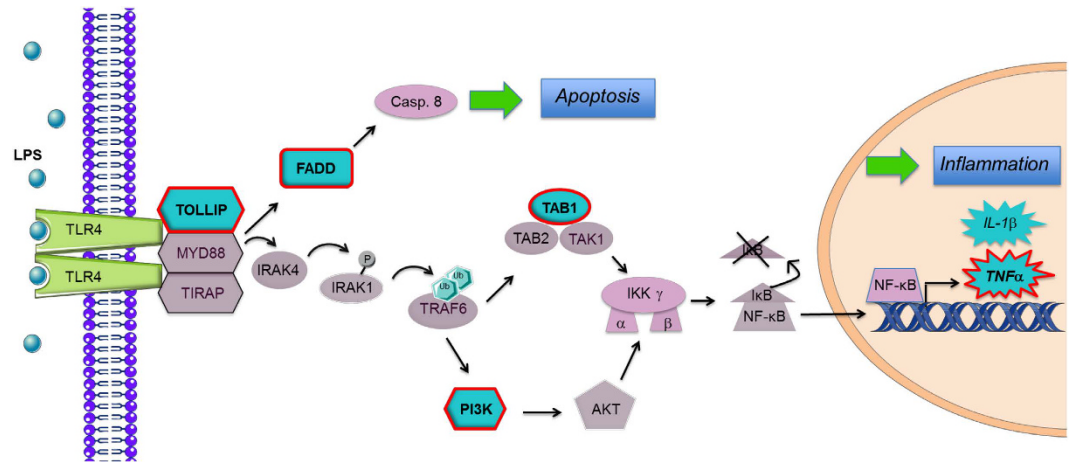 LPS
TLR4
TLR4
TOLLIP
MYD88
TIRAP
FADD
Casp. 8
Apoptosis
IRAK4
P
IRAK1
Ub
Ub
TRAF6
TAB1
TAB2
TAK1
PI3K
AKT
IKK γ
α
β
IκB
IκB
NF-κB
Inflammation
IL-1β
TNFα
NF-κB